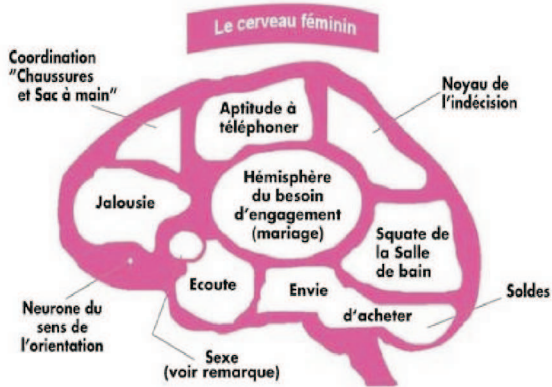 Le cerveau féminin
Coordination
"Chaussures
et Sac à main"
Noyau de
l'indécision
Aptitude à
téléphoner
Jalousie
Hémisphère
du besoin
d'engagement
(mariage)
Squate de
la Salle
de bain
Ecoute
Envie
d'acheter
Soldes
Neurone du
sens de
l'orientation
Sexe
(voir remarque)